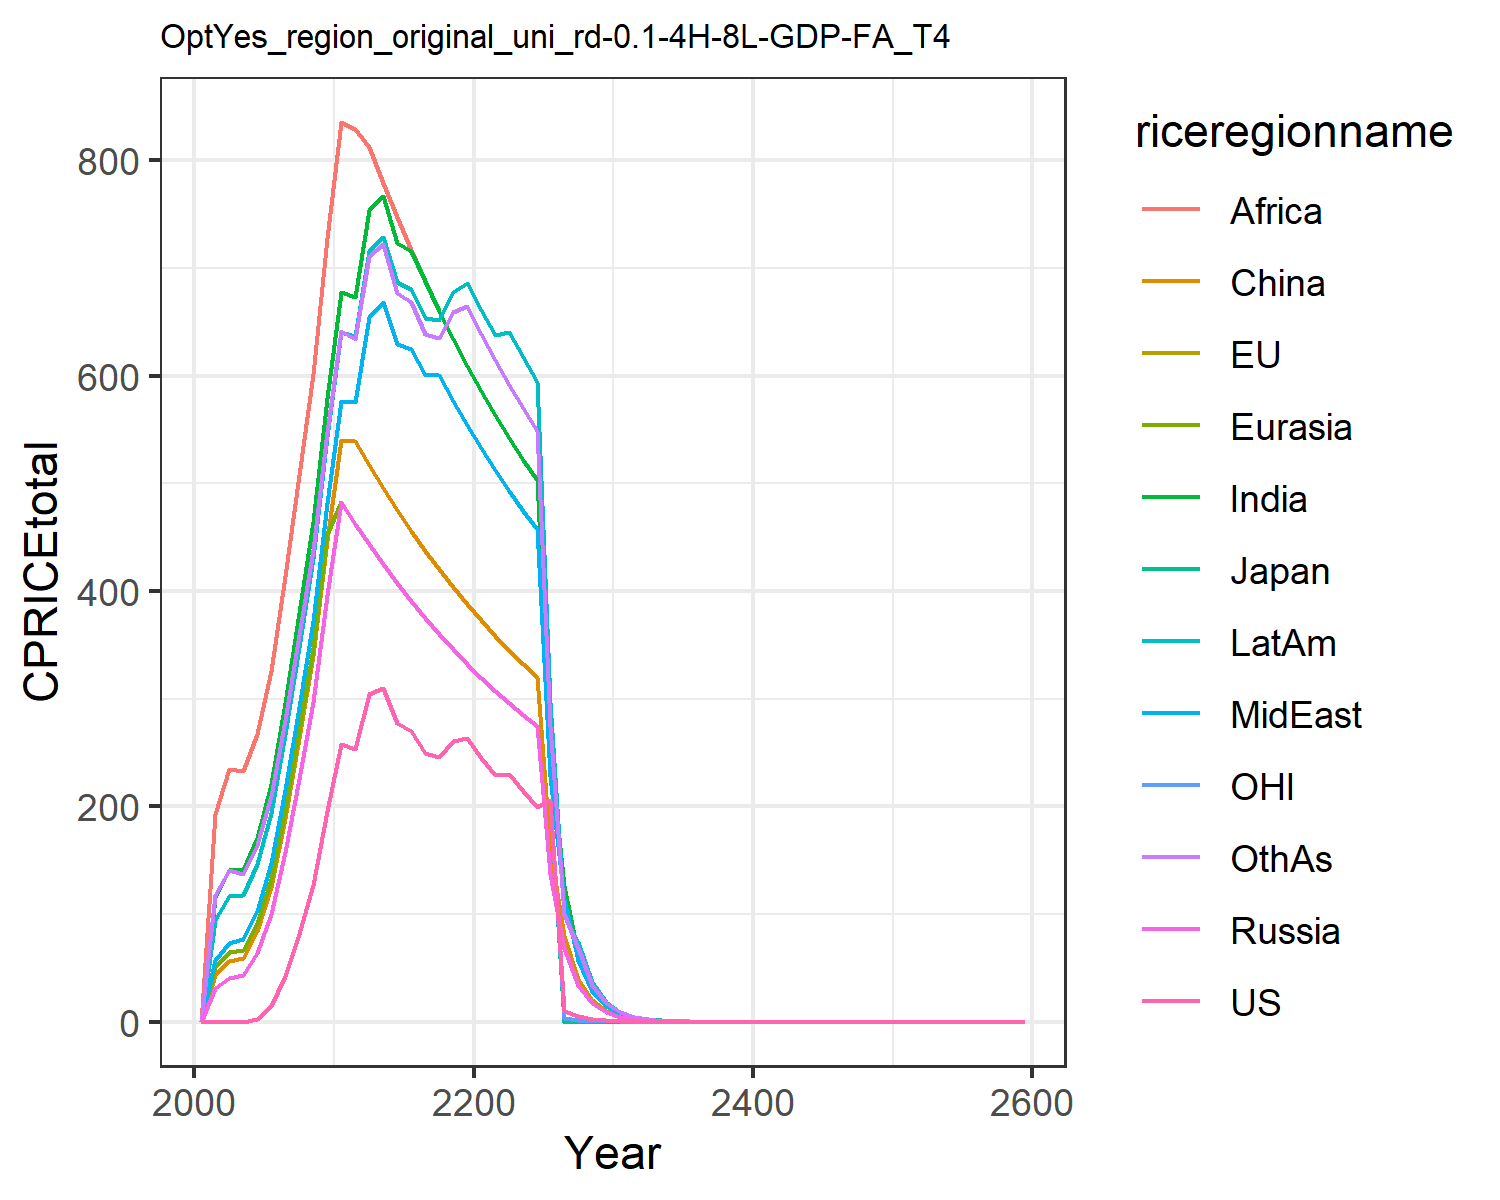 OptYes_region_original_uni_rd-0.1-4H-8L-GDP-FA_T4
CPRICEtotal
800
600
400
200
0
2000
2200
2400
2600
Year
riceregionname
Africa
China
EU
Eurasia
India
Japan
LatAm
MidEast
OHI
OthAs
Russia
US